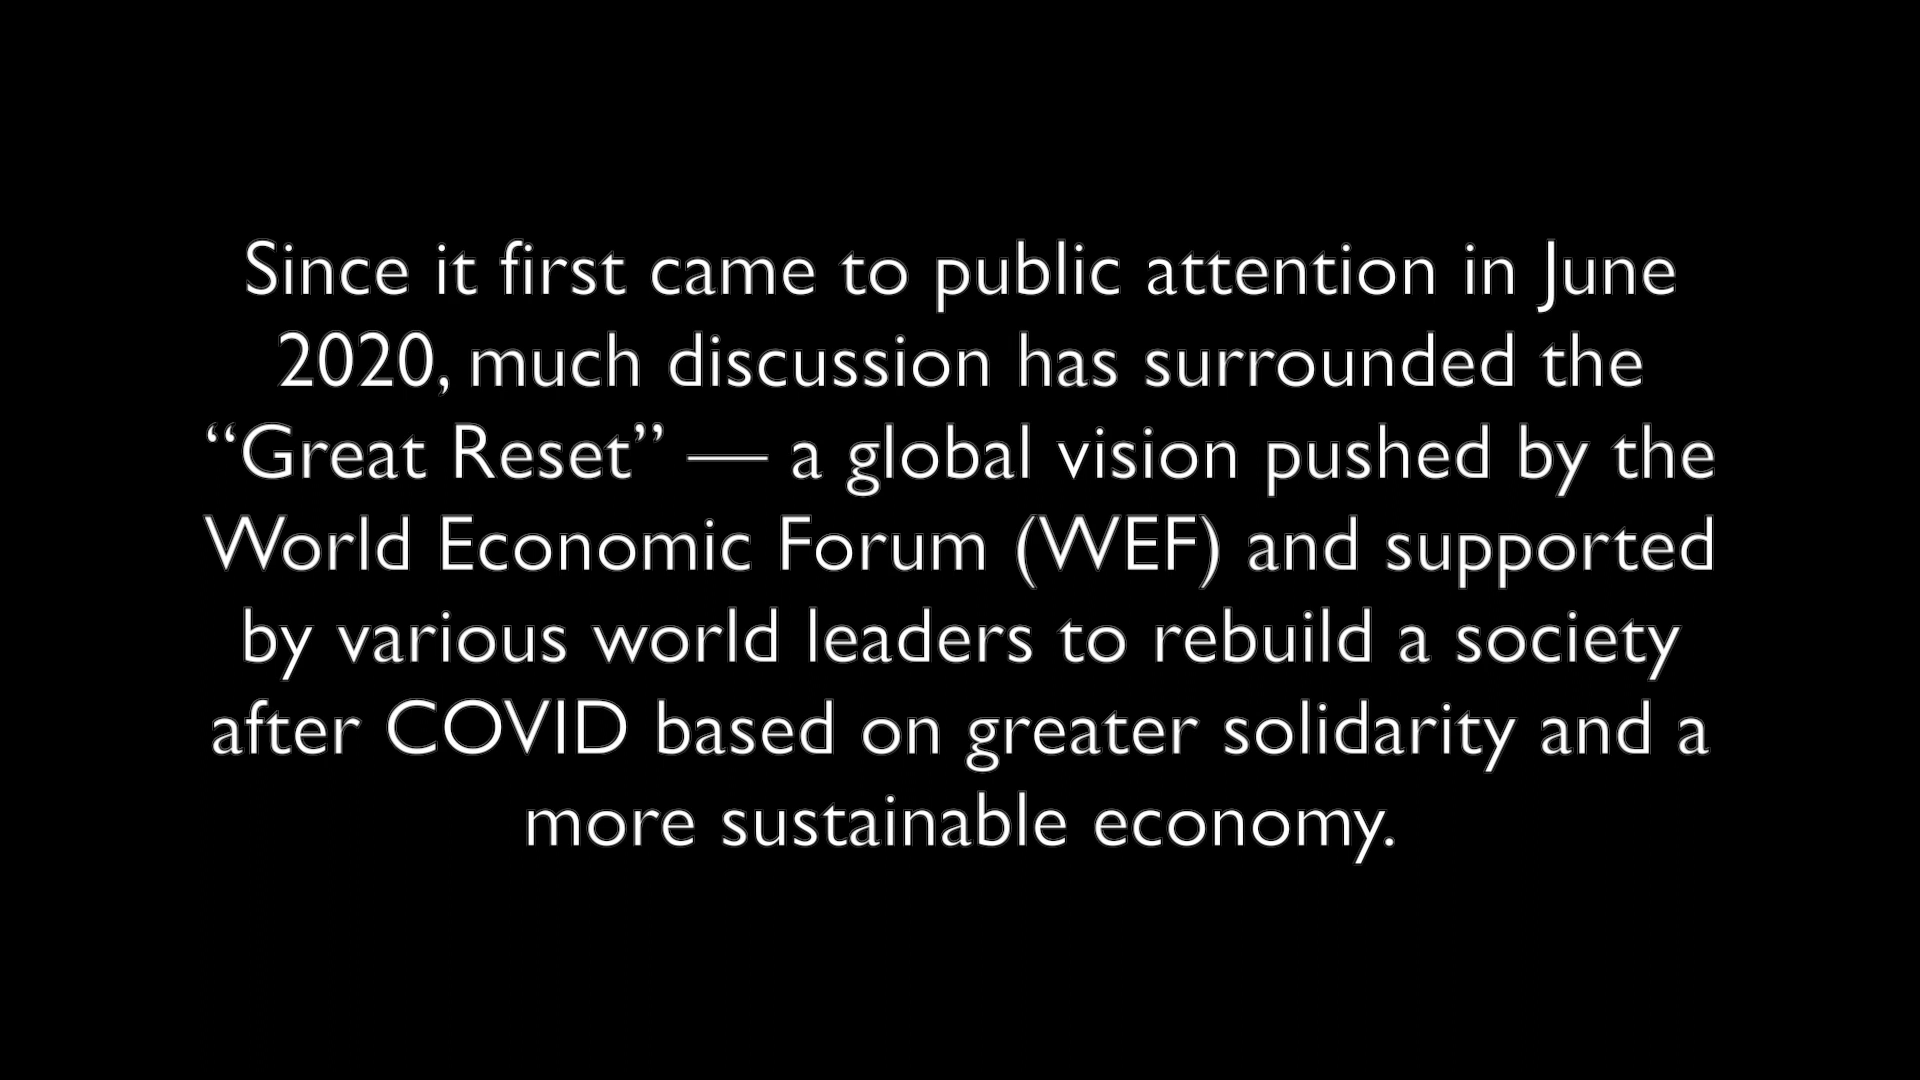 Since it first came to public attention in June
2020, much discussion has surrounded the
“Great Reset” — a global vision pushed by the
World Economic Forum (WEF) and supported
by various world leaders to rebuild a society
after COVID based on greater solidarity and a
more sustainable economy.